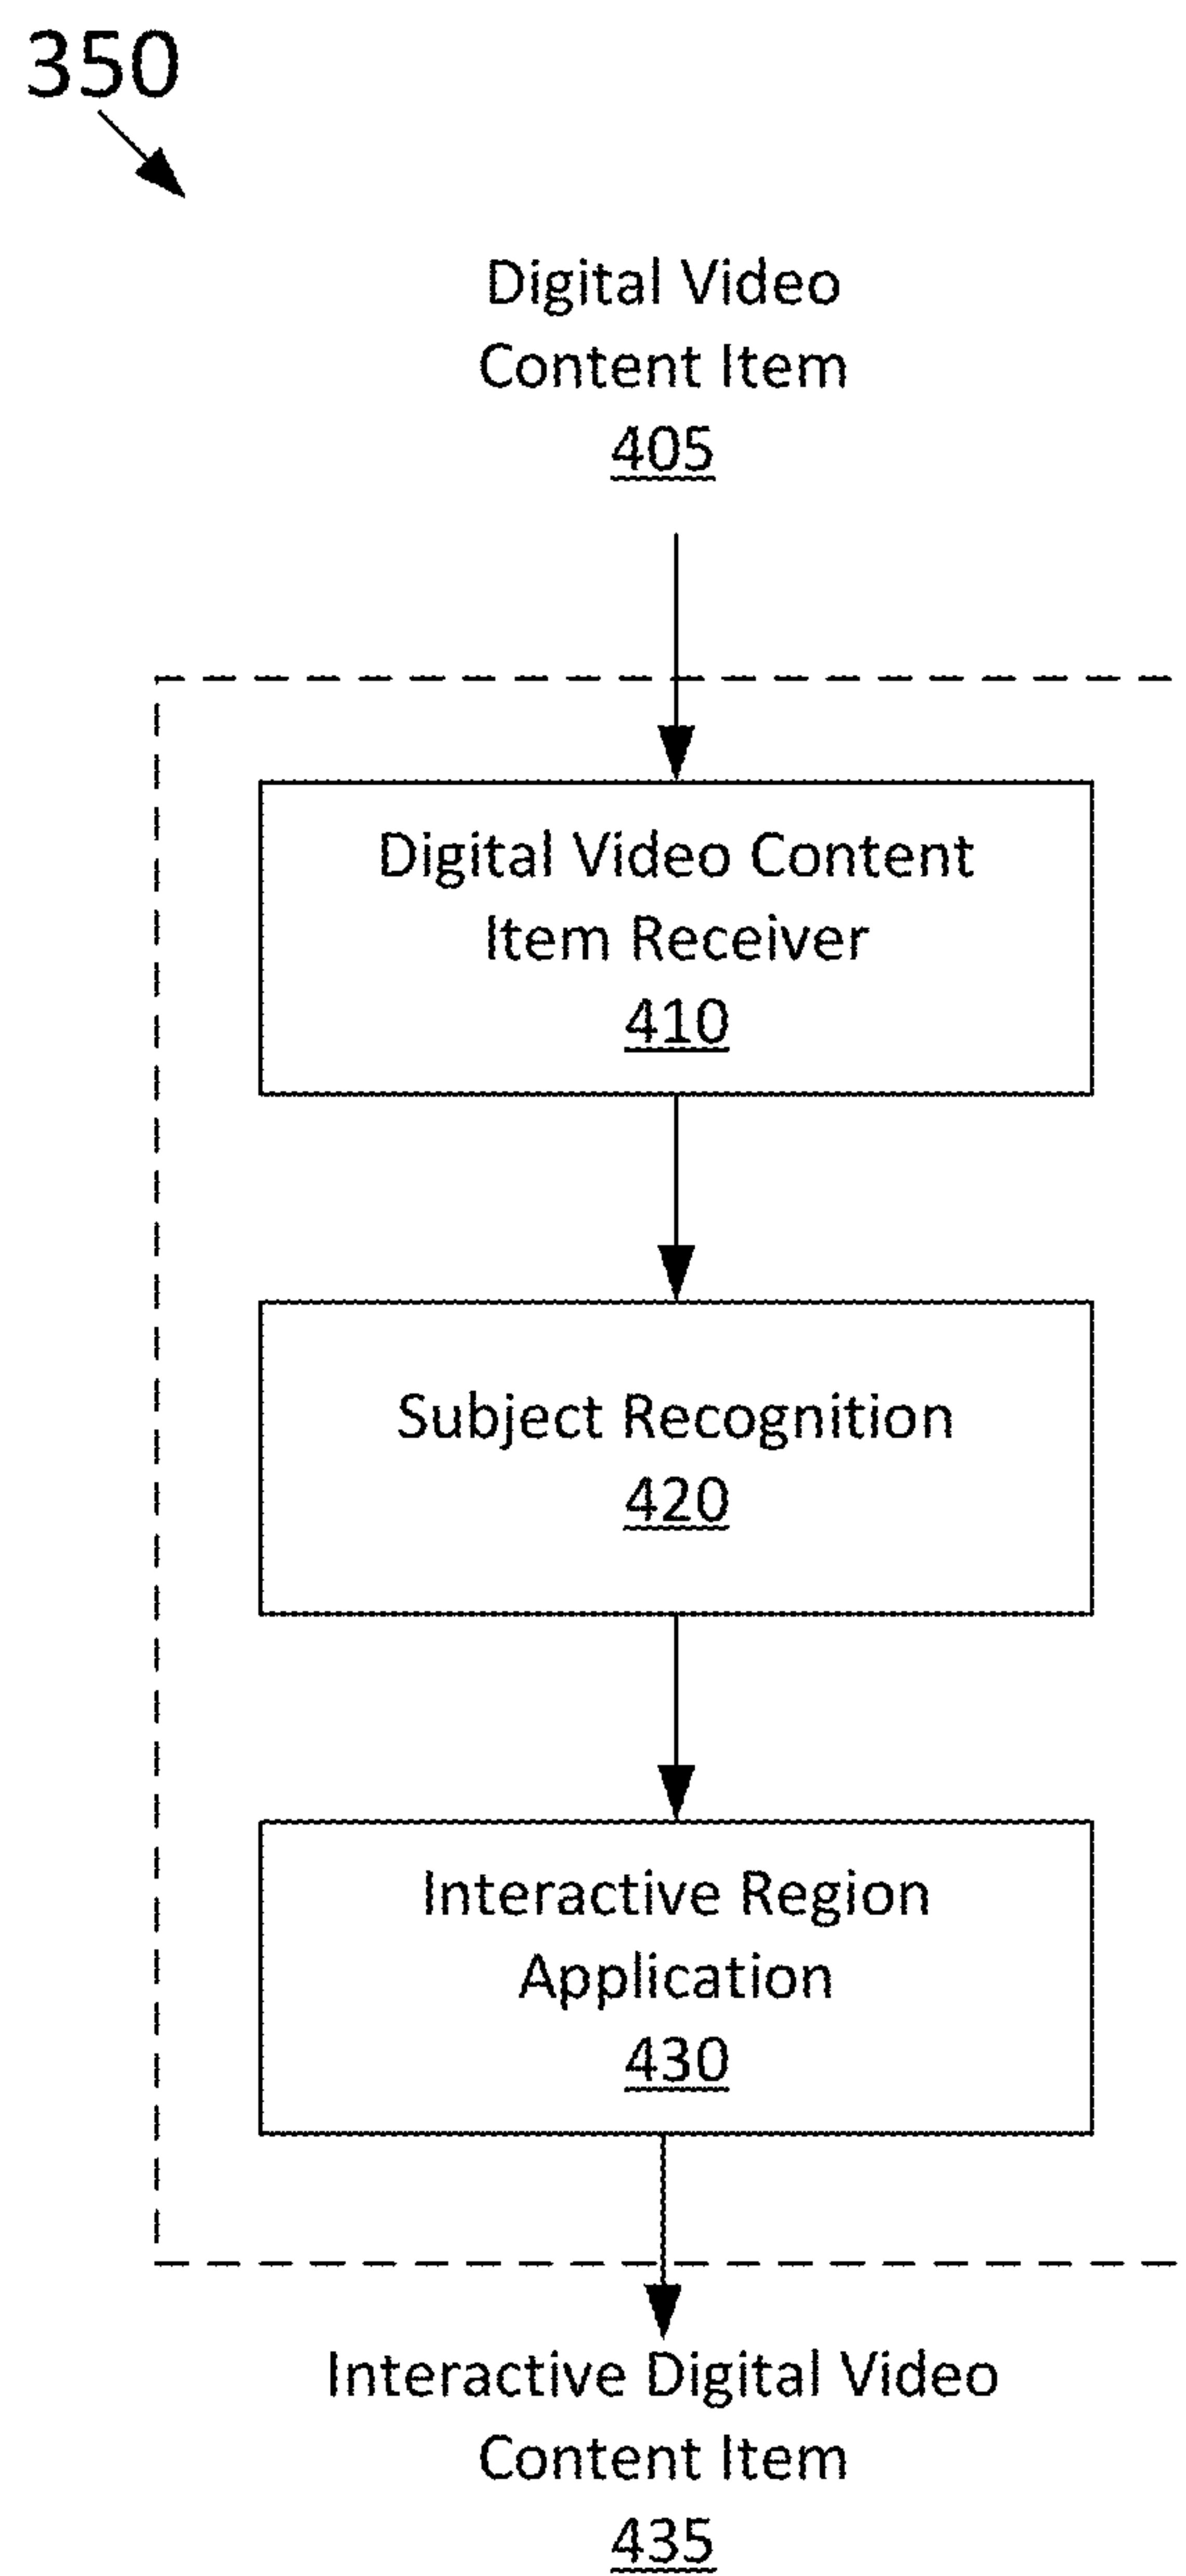 350
Digital Video
Content Item
405
Digital Video Content
Item Receiver
410
Subject Recognition
420
Interactive Region
Application
430
Interactive Digital Video
Content Item
435